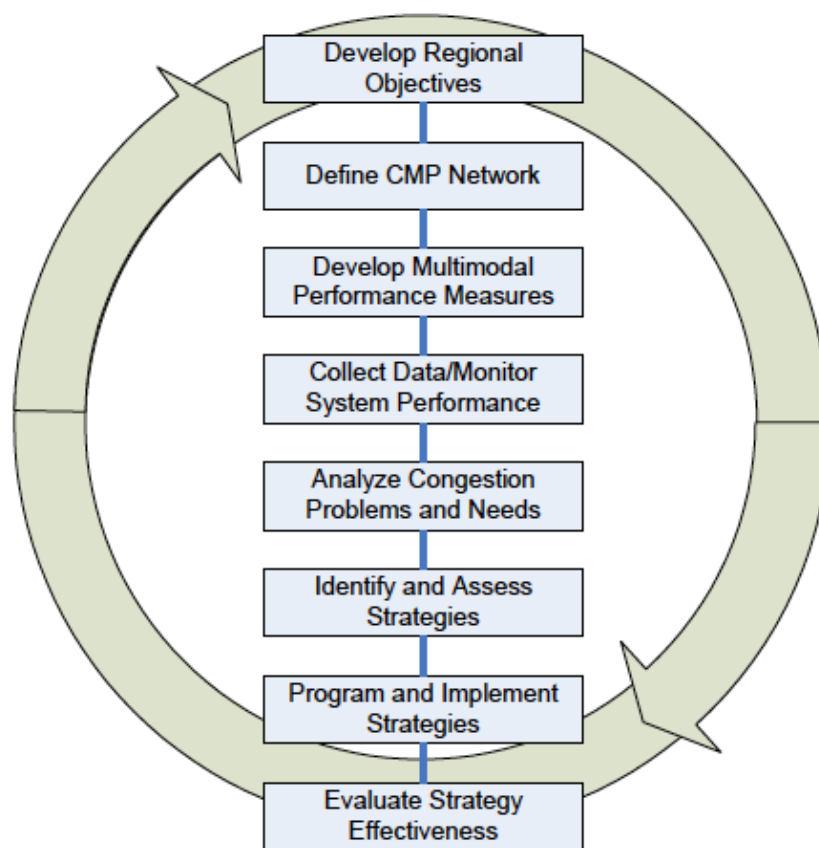 Develop Regional
Objectives
Define CMP Network
Develop Multimodal
Performance Measures
Collect Data/Monitor
System Performance
Analyze Congestion
Problems and Needs
Identify and Assess
Strategies
Program and Implement
Strategies
Evaluate Strategy
Effectiveness